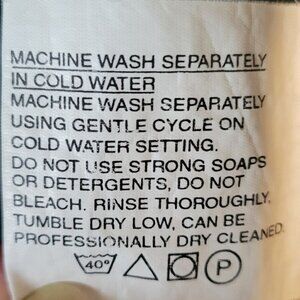 MACHINE WASH SEPARATELY
IN COLD WATER
MACHINE WASH SEPARATELY
USING GENTLE CYCLE ON
COLD WATER SETTING.
DO NOT USE STRONG SOAPS
OR DETERGENTS, DO NOT
BLEACH. RINSE THOROUGHLY,
TUMBLE DRY LOW, CAN BE
PROFESSIONALLY DRY CLEANED.
40° P